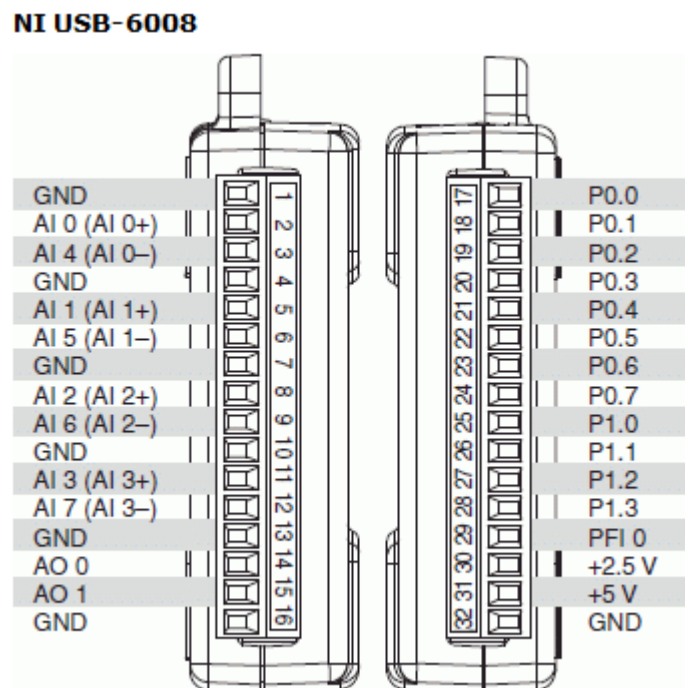 NI USB-6008
GND 1
AI 0 (AI 0+) 2
AI 4 (AI 0–) 3
GND 4
AI 1 (AI 1+) 5
AI 5 (AI 1–) 6
GND 7
AI 2 (AI 2+) 8
AI 6 (AI 2–) 9
GND 10
AI 3 (AI 3+) 11
AI 7 (AI 3–) 12
GND 13
AO 0 14
AO 1 15
GND 16
17 P0.0
18 P0.1
19 P0.2
20 P0.3
21 P0.4
22 P0.5
23 P0.6
24 P0.7
25 P1.0
26 P1.1
27 P1.2
28 P1.3
29 PFI 0
30 +2.5 V
31 +5 V
32 GND